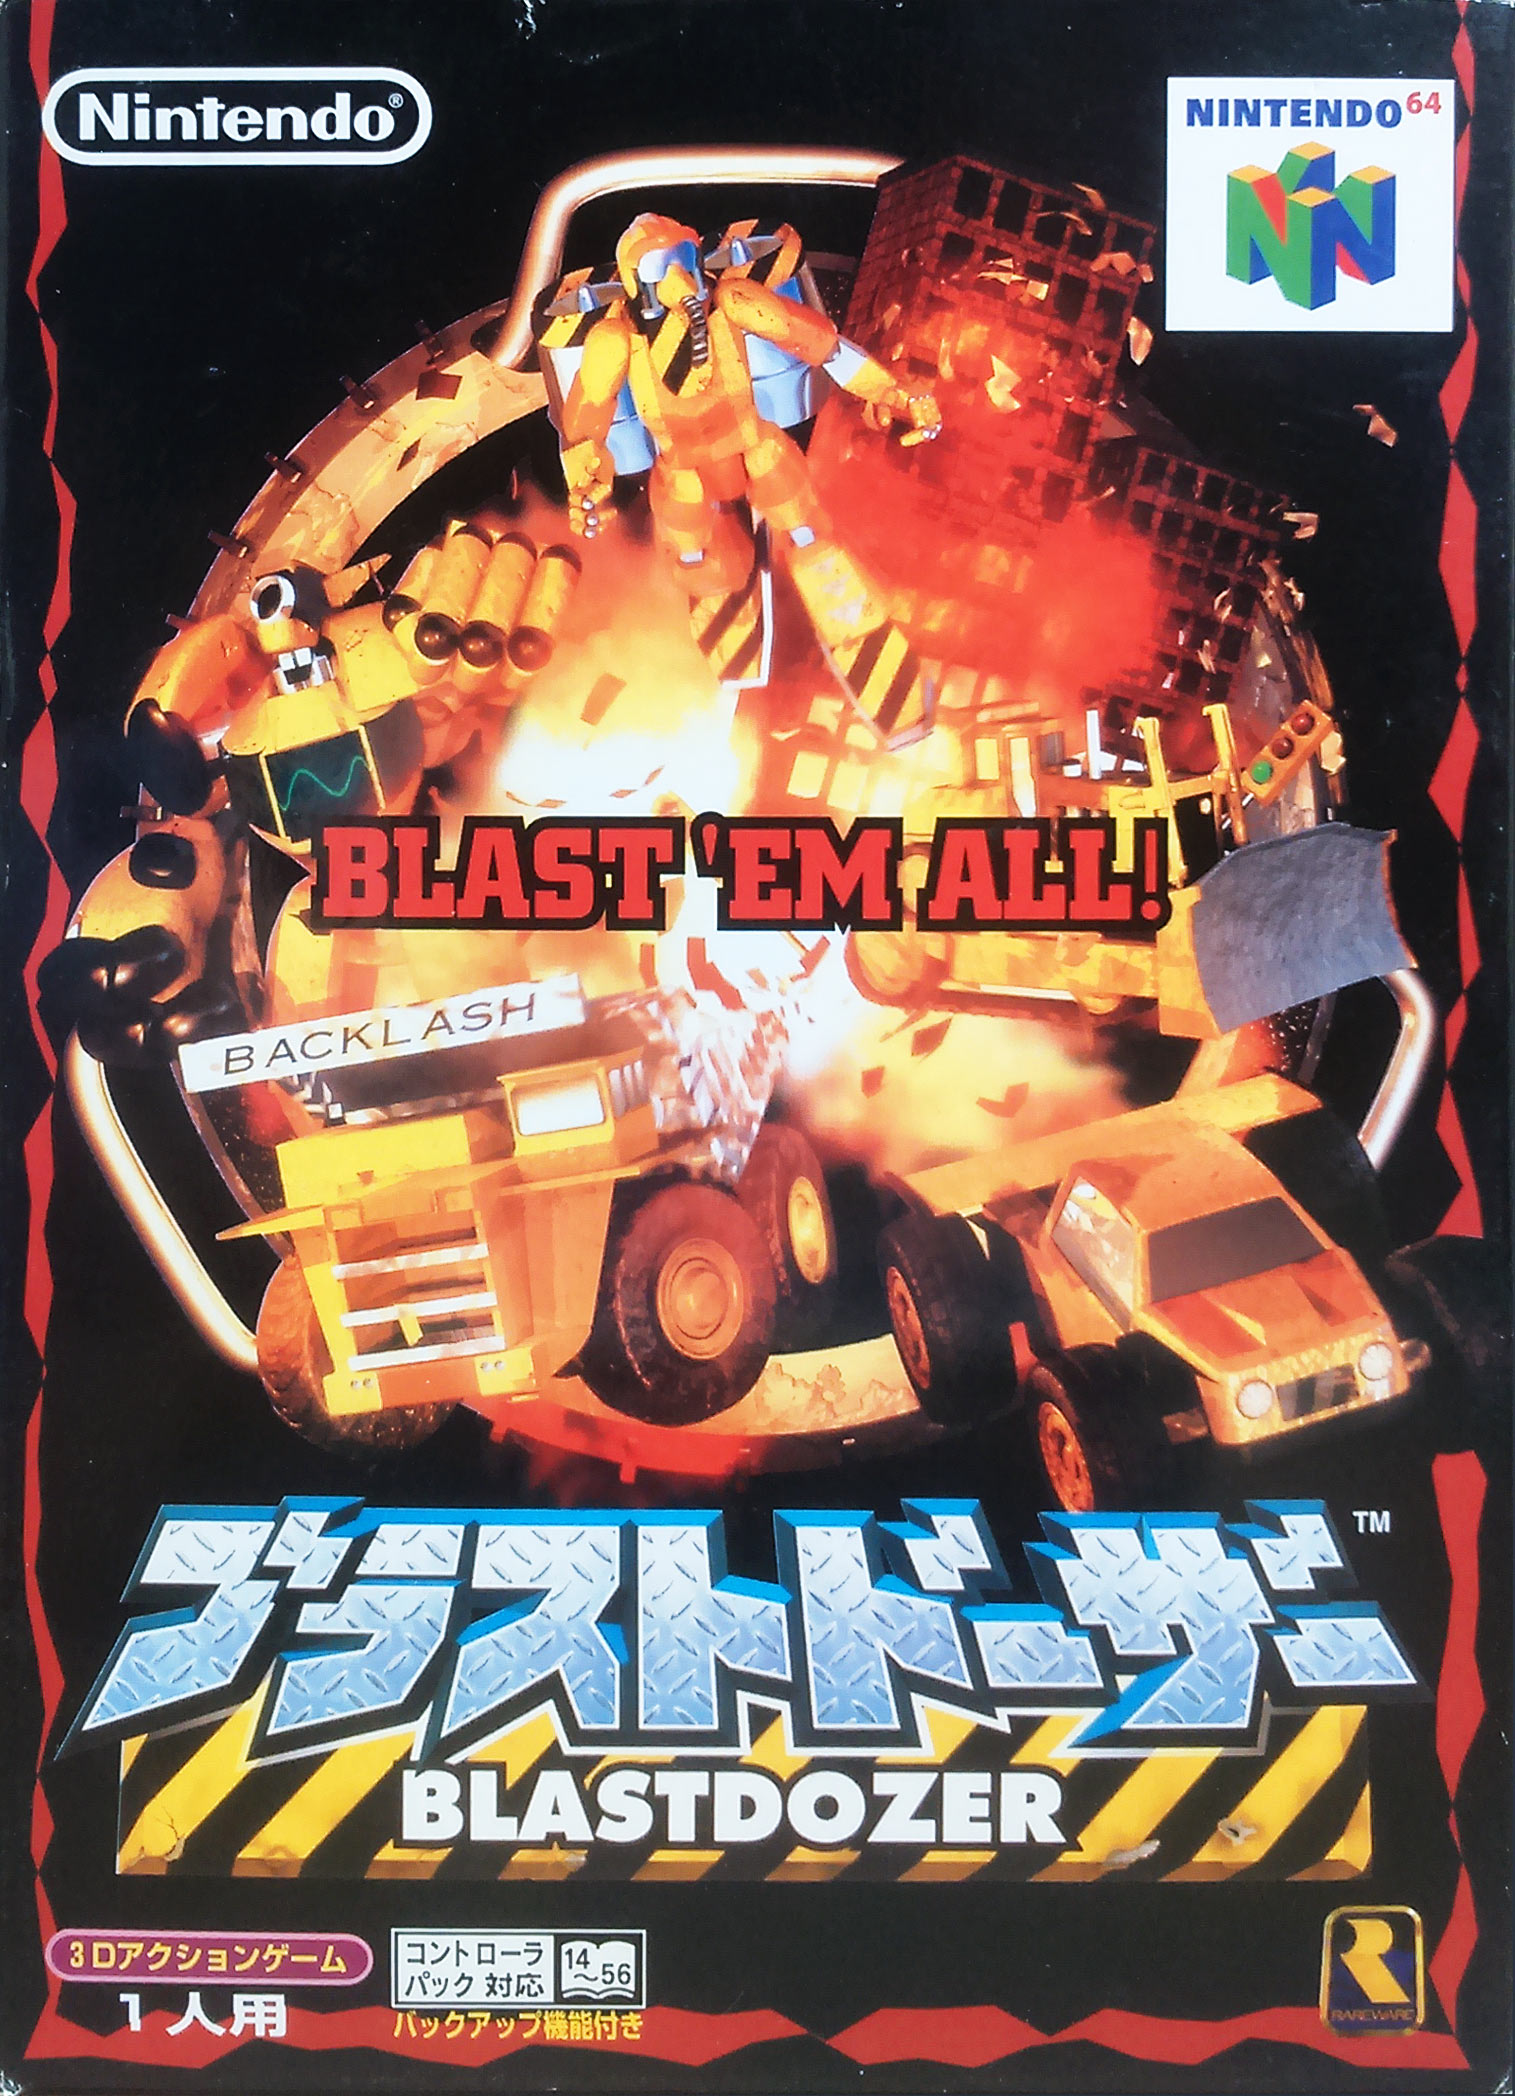 Nintendo®
NINTENDO 64
BLAST 'EM ALL!
BACKLASH
ブラストドーザー™
BLASTDOZER
3Dアクションゲーム
1人用
コントローラ
パック 対応
14～56
バックアップ機能付き
RAREWARE